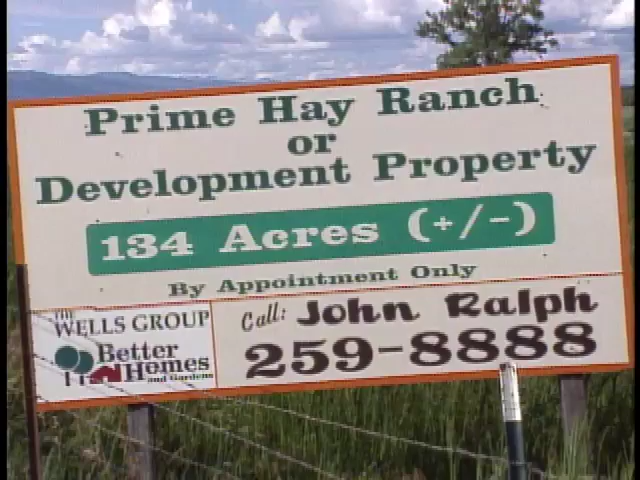 Prime Hay Ranch
or
Development Property
134 Acres (+/-)
By Appointment Only
THE
WELLS GROUP
Better
Homes
and Gardens
Call: John Ralph
259-8888